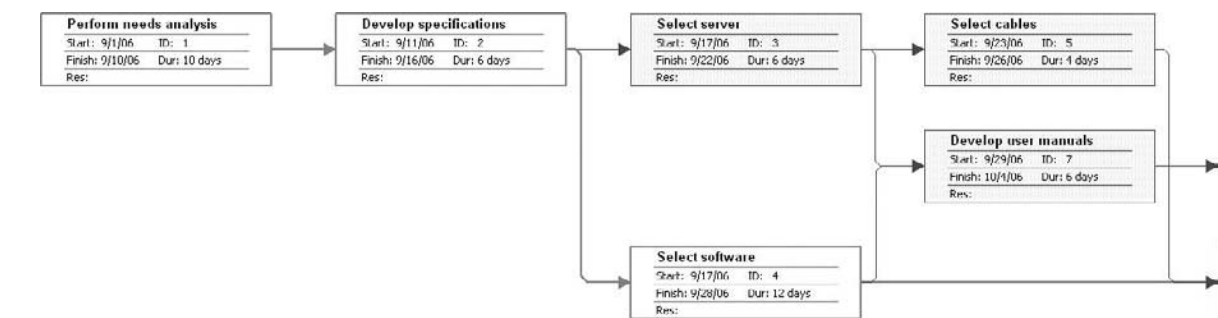 Perform needs analysis
Start: 9/1/06 ID: 1
Finish: 9/10/06 Dur: 10 days
Res:
Develop specifications
Start: 9/11/06 ID: 2
Finish: 9/16/06 Dur: 6 days
Res:
Select server
Start: 9/17/06 ID: 3
Finish: 9/22/06 Dur: 6 days
Res:
Select cables
Start: 9/23/06 ID: 5
Finish: 9/26/06 Dur: 4 days
Res:
Develop user manuals
Start: 9/29/06 ID: 7
Finish: 10/4/06 Dur: 6 days
Res:
Select software
Start: 9/17/06 ID: 4
Finish: 9/28/06 Dur: 12 days
Res: